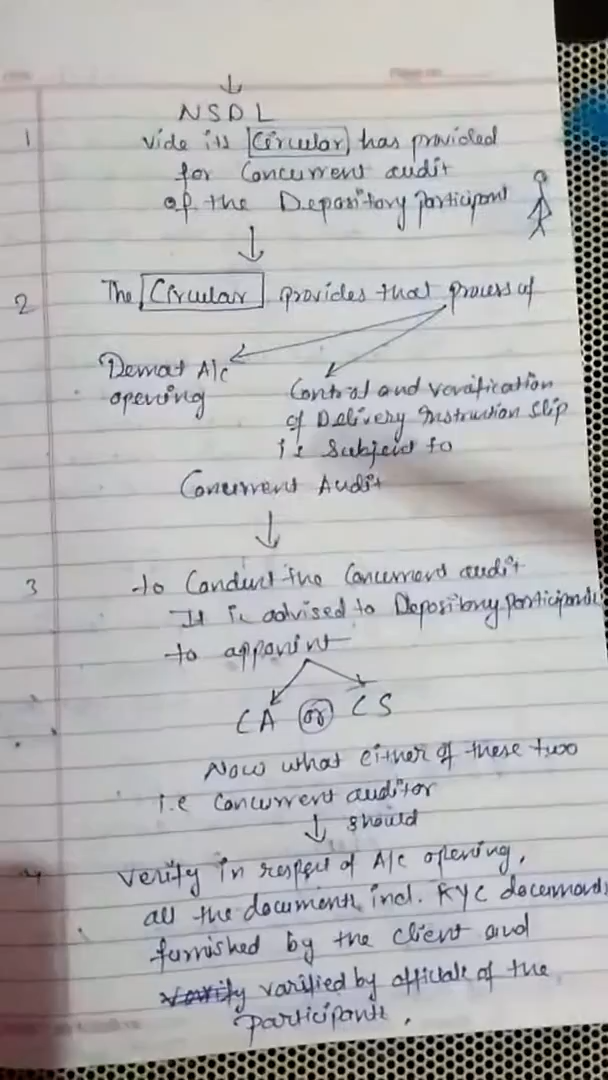 ↓
NSDL
1 vide its Circular has provided
for Concurrent audit
of the Depository participant
↓
2 The Circular provides that process of
Demat A/c
opening
Control and verification
of Delivery Instruction Slip
is subject to
Concurrent Audit
↓
3 to Conduct the Concurrent audit
It is advised to Depository participants
to appoint
CA or CS
Now what either of these two
i.e Concurrent auditor
↓ should
verify in respect of A/c opening,
all the documents incl. KYC documents
furnished by the client and
varified by officials of the
participants.